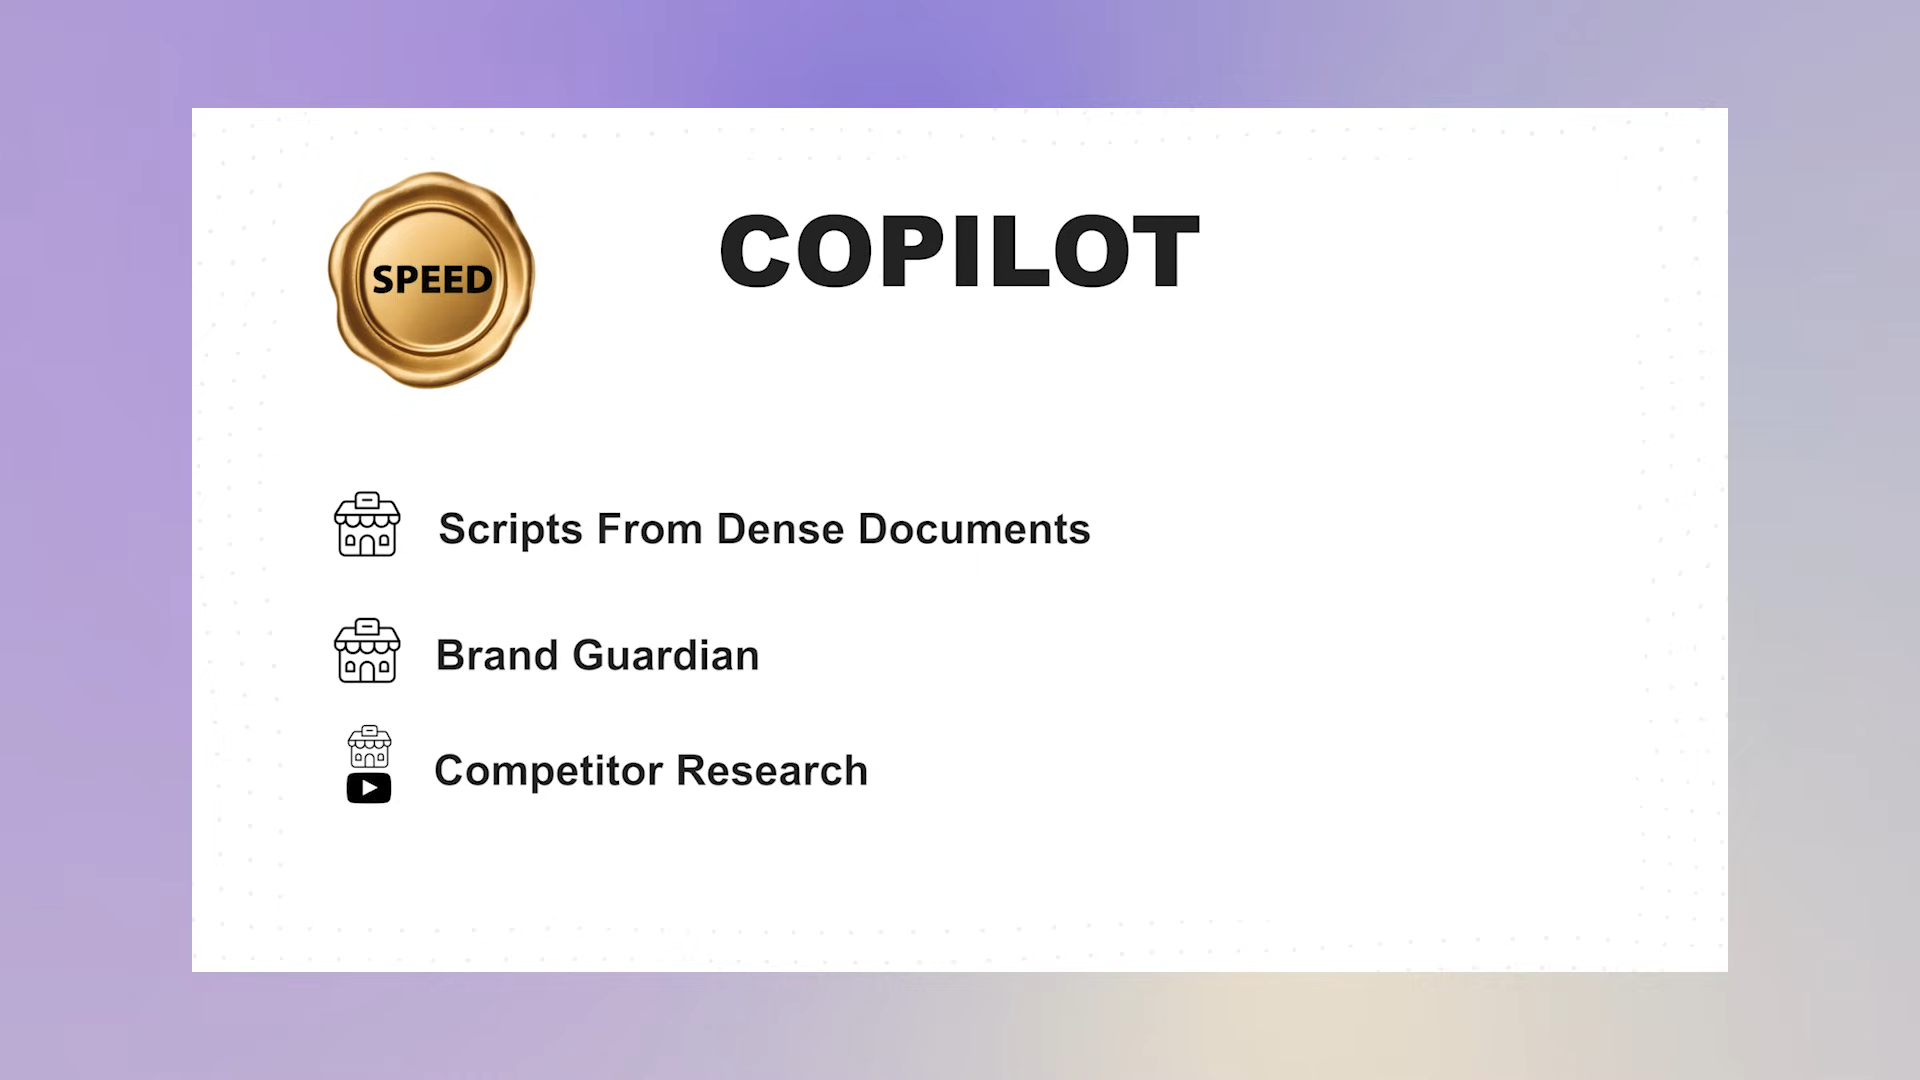 SPEED
COPILOT
Scripts From Dense Documents
Brand Guardian
Competitor Research